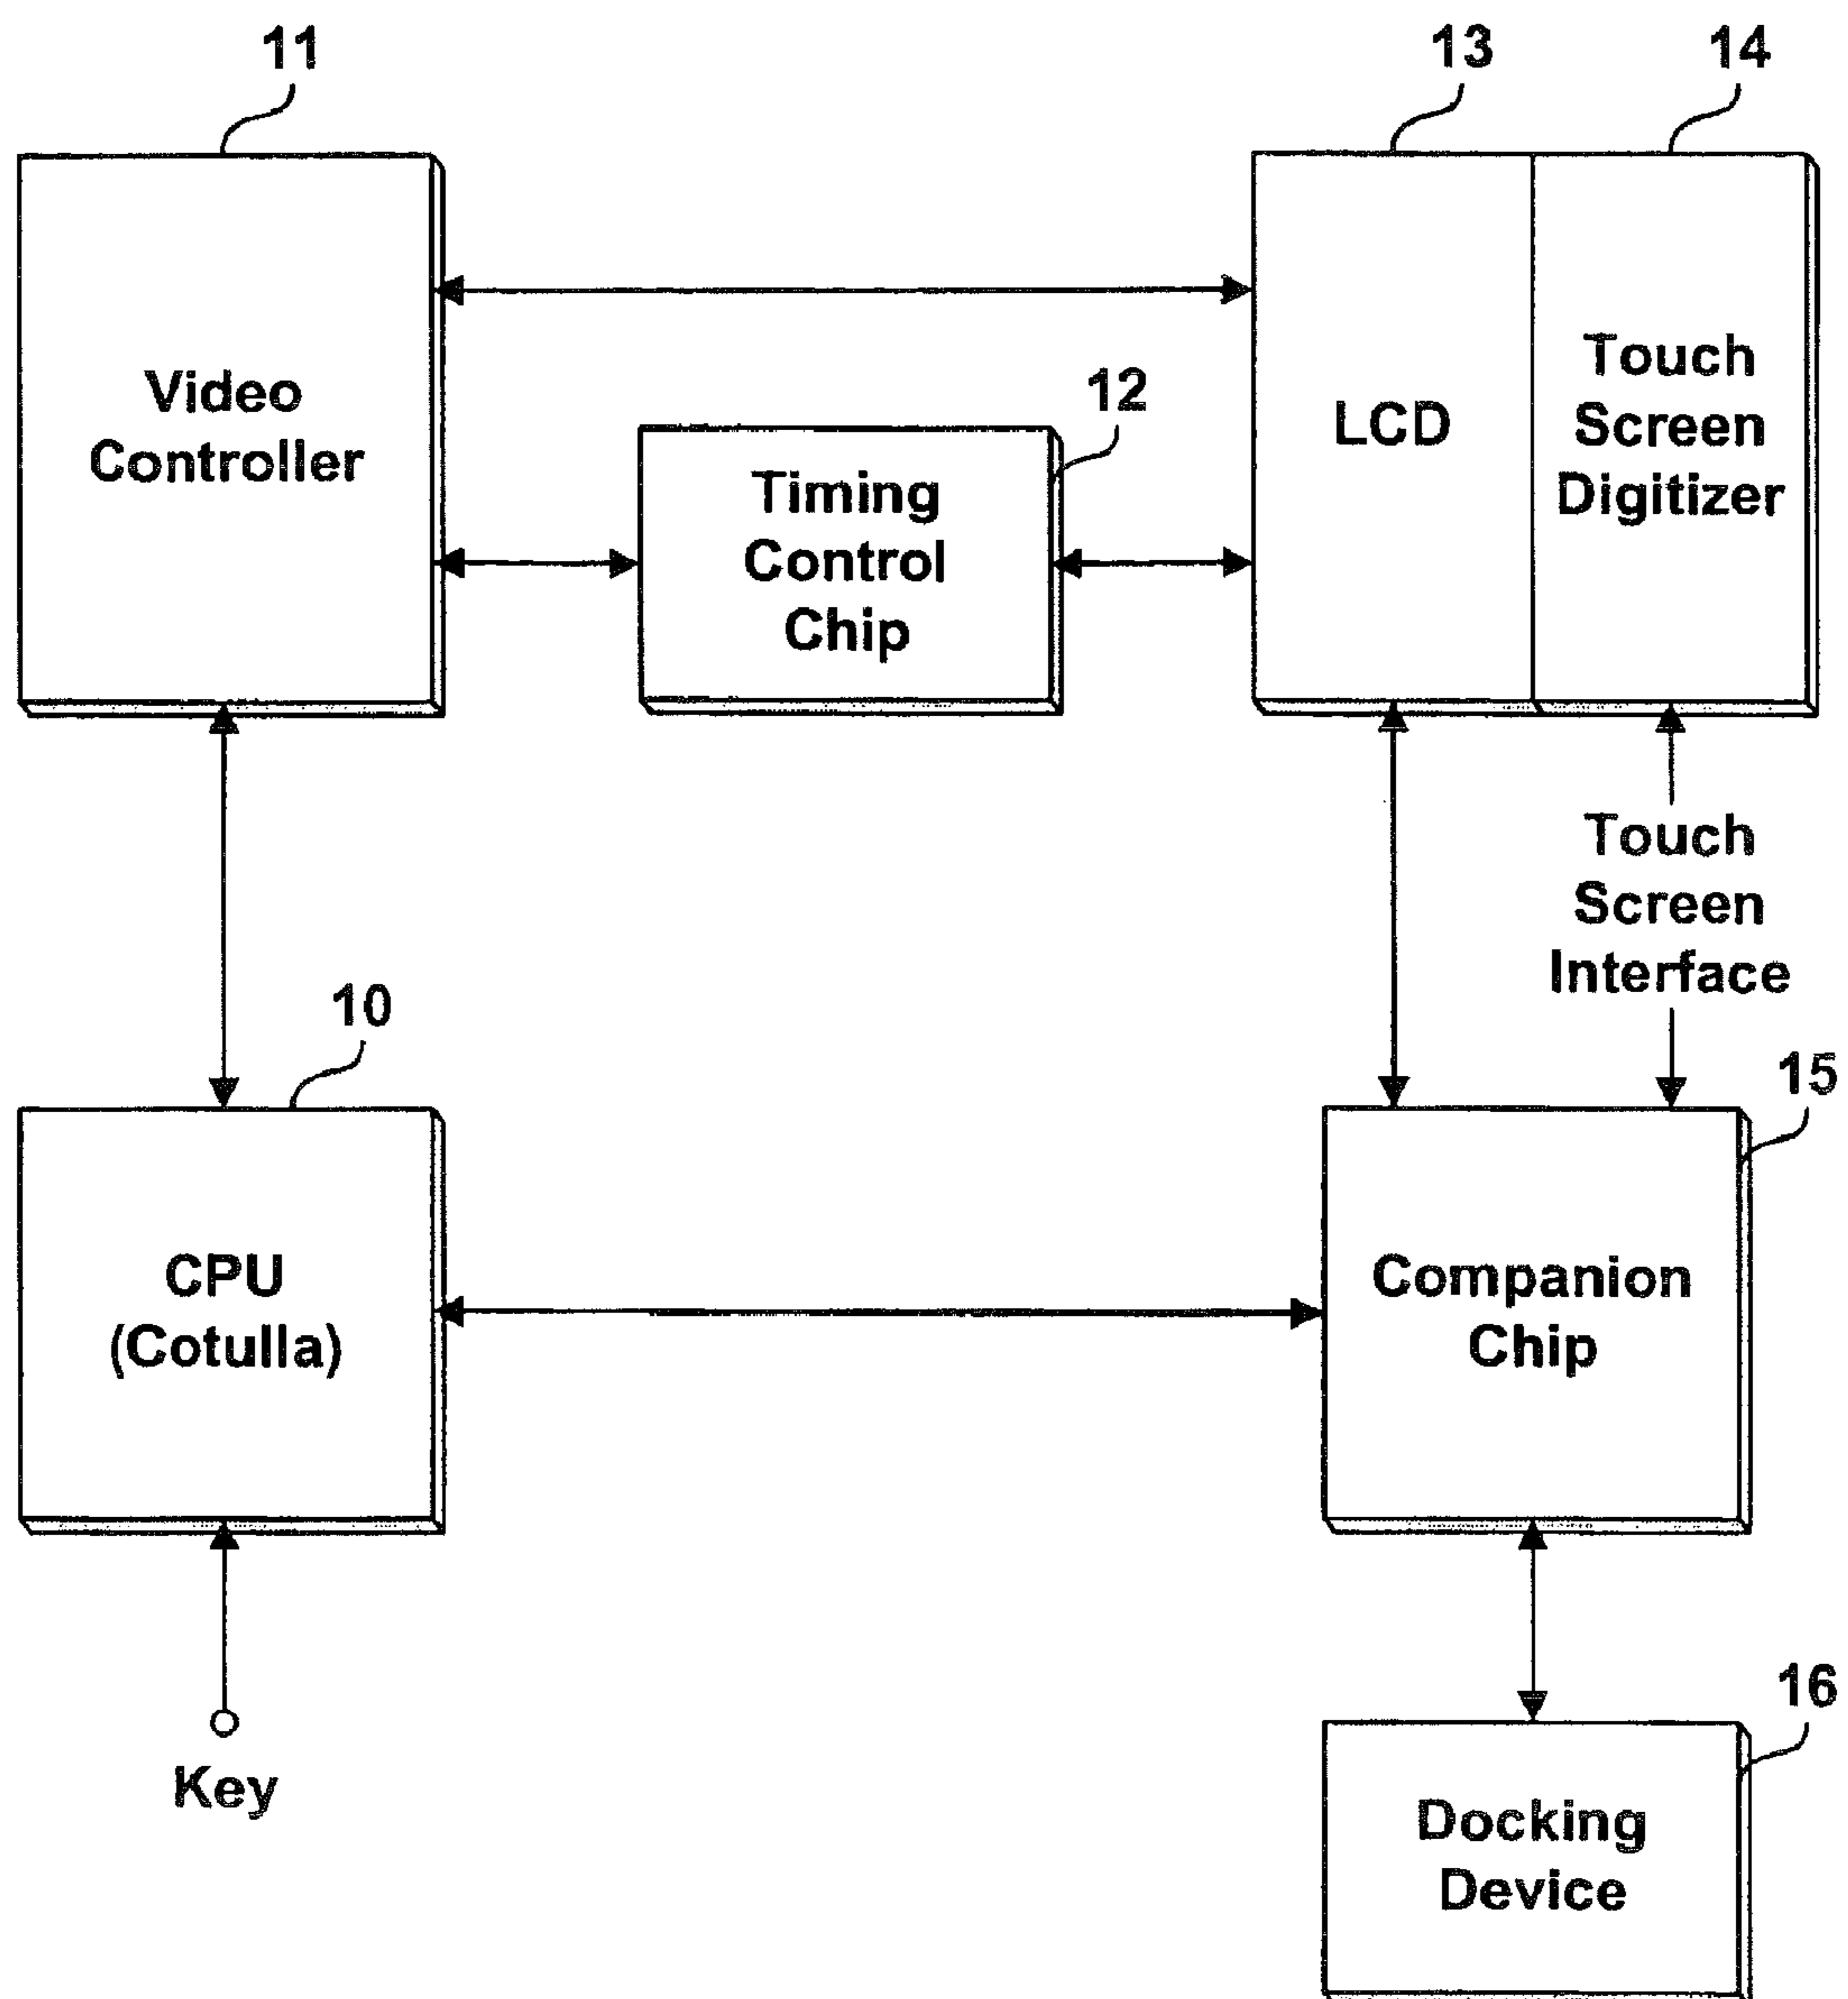 11
13
14
Video
Controller
12
Timing
Control
Chip
LCD
Touch
Screen
Digitizer
Touch
Screen
Interface
10
15
CPU
(Cotulla)
Companion
Chip
Key
16
Docking
Device